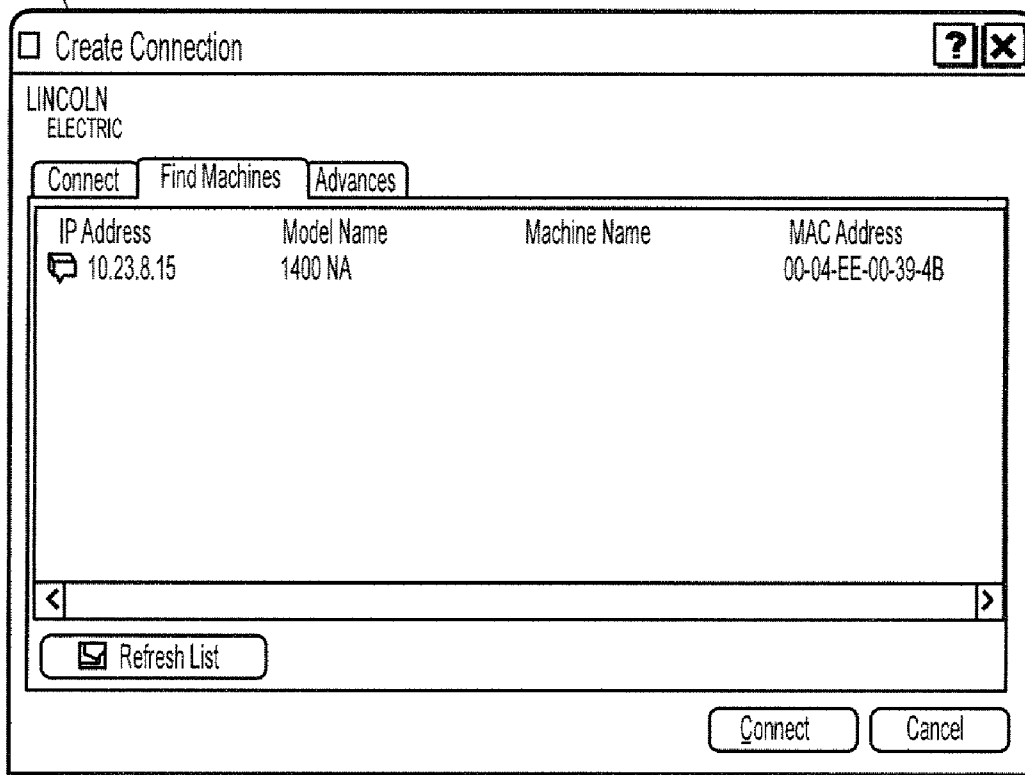 Create Connection
LINCOLN
ELECTRIC
Connect Find Machines Advances
IP Address Model Name Machine Name MAC Address
10.23.8.15 1400 NA 00-04-EE-00-39-4B
Refresh List
Connect Cancel